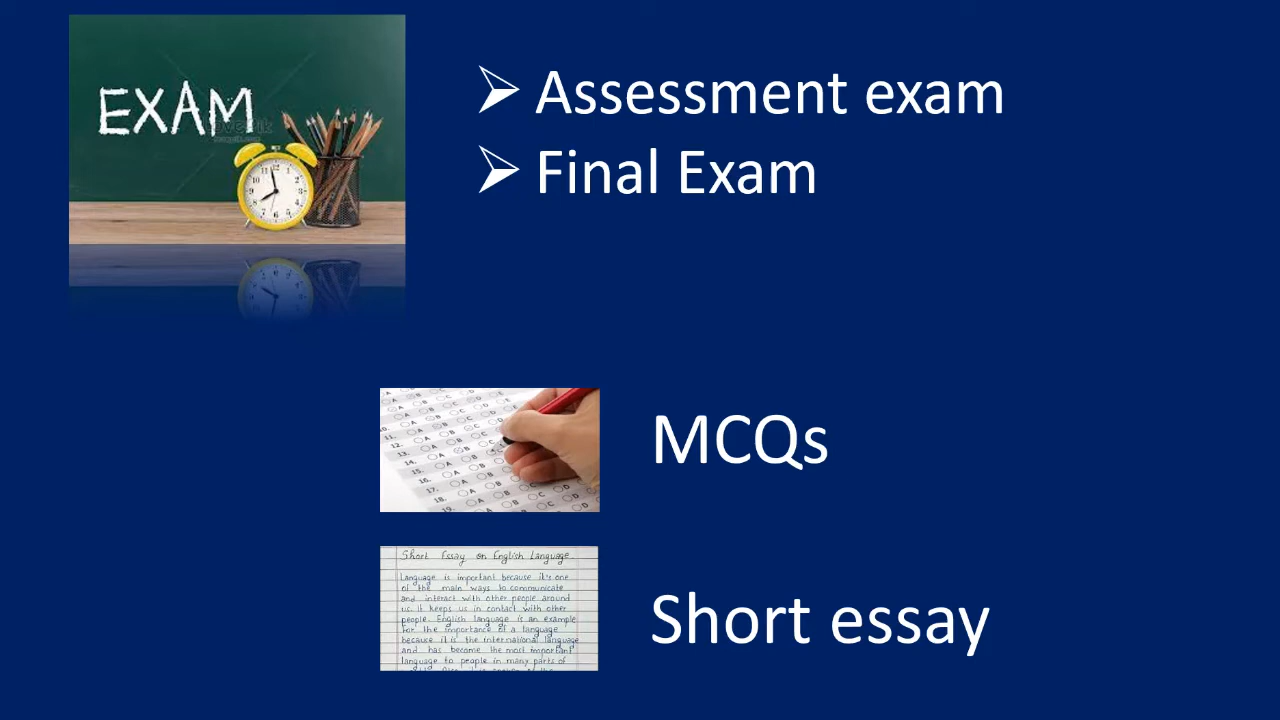 EXAM
➢ Assessment exam
➢ Final Exam
MCQs
Short essay
Short Essay on English Language
Language is important because it's one
of the main ways to communicate
and interact with other people around
us. it keeps us in contact with other
people. English language is an example
for the importance of a language
because it is the international language
and has become the most important
language to people in many parts of